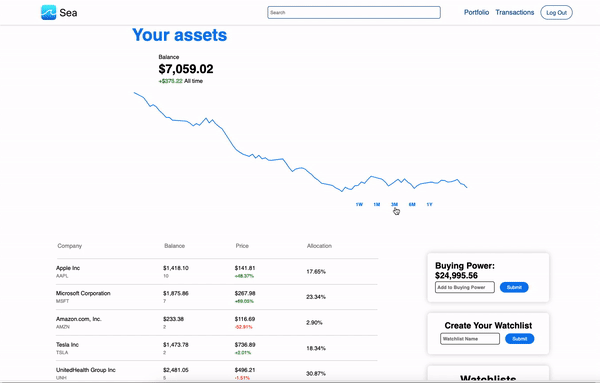 Sea
Search
Portfolio
Transactions
Log Out
Your assets
Balance
$7,059.02
+$375.22 All time
1W 1M 3M 6M 1Y
Company Balance Price Allocation
Apple Inc $1,418.10 $141.81 17.65%
AAPL 10 +48.37%
Microsoft Corporation $1,875.86 $267.98 23.34%
MSFT 7
Amazon.com, Inc. $233.38 $116.69 2.90%
AMZN 2 -52.91%
Tesla Inc $1,473.78 $736.89 18.34%
TSLA 2 +2.01%
UnitedHealth Group Inc $2,481.05 $496.21 30.87%
UNH 5 -1.51%
Buying Power:
$24,995.56
Add to Buying Power Submit
Create Your Watchlist
Watchlist Name Submit
Watchlists